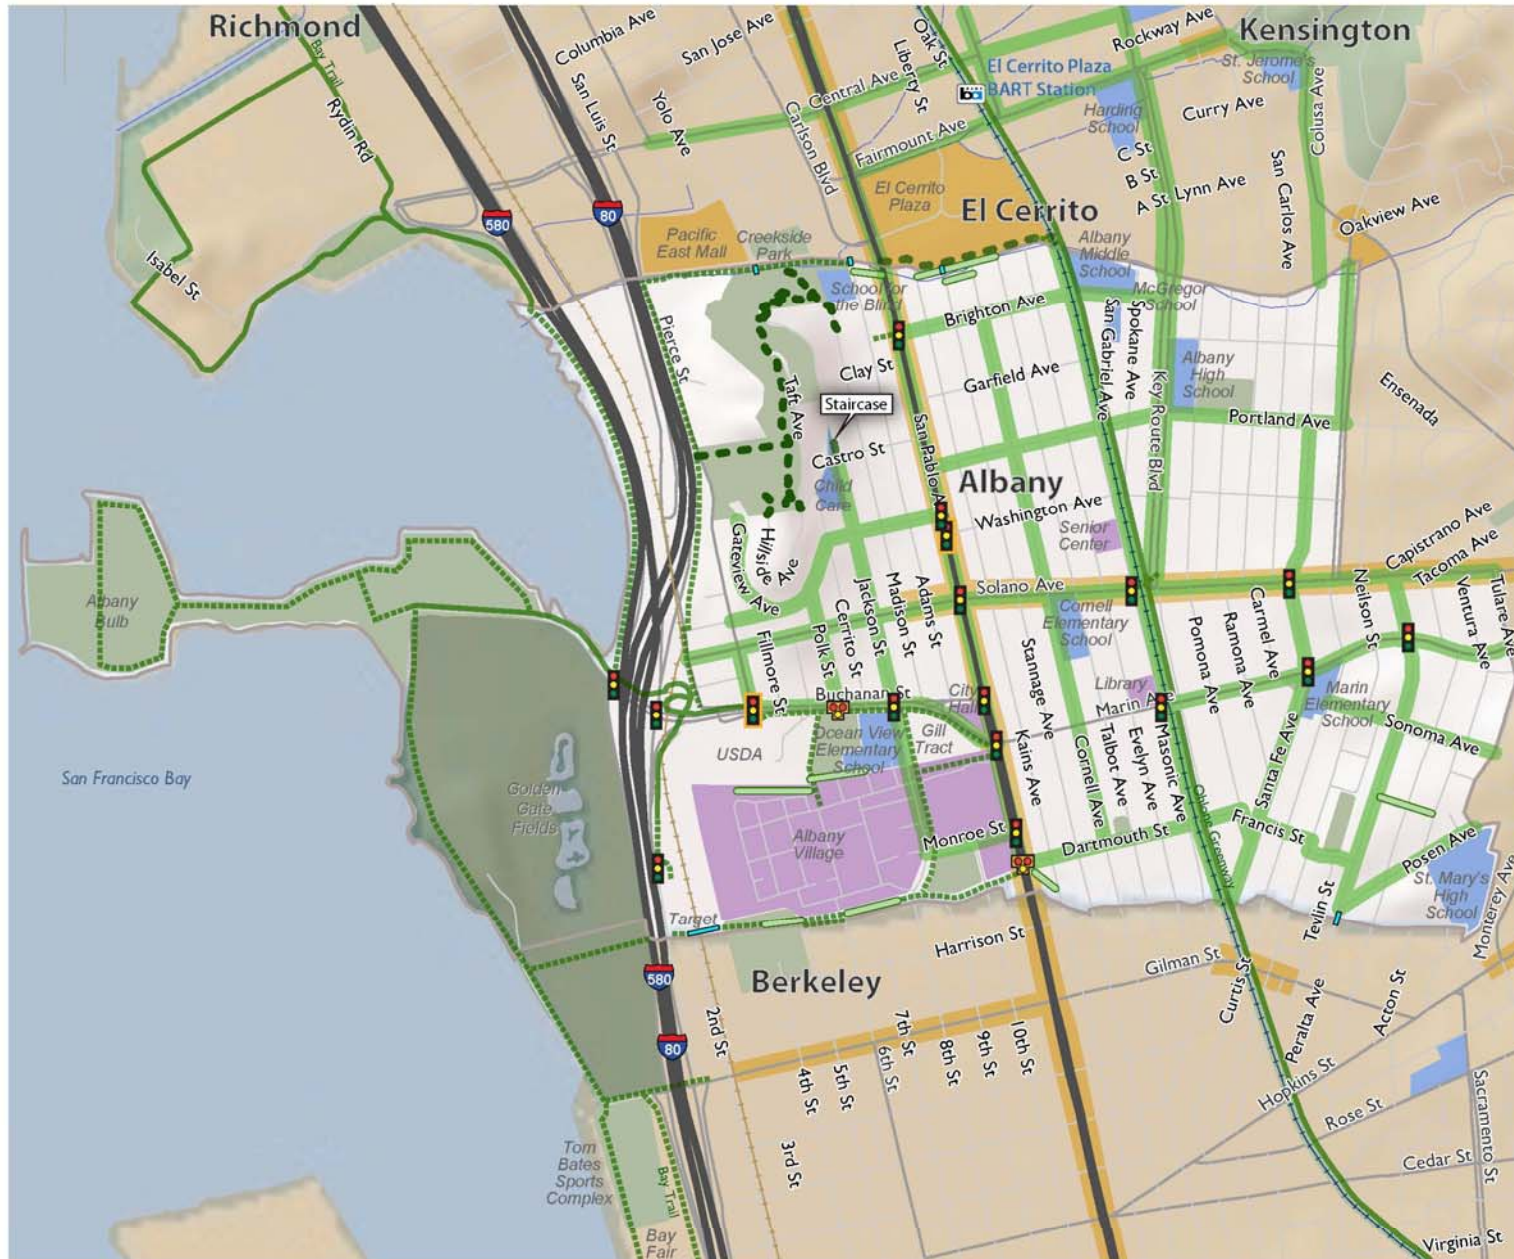 Richmond
Kensington
Columbia Ave
San Jose Ave
Rockway Ave
Oak St
Liberty St
Bay Trail
El Cerrito Plaza
BART Station
St. Jerome's
School
Central Ave
San Luis St
Yolo Ave
Carlson Blvd
Rydin Rd
Harding
School
Curry Ave
Colusa Ave
Fairmount Ave
C St
B St
A St
Lynn Ave
San Carlos Ave
El Cerrito
Plaza
El Cerrito
Oakview Ave
580
80
Pacific
East Mall
Creekside
Park
Albany
Middle
School
Isabel St
School for
the Blind
McGregor
School
Brighton Ave
San Gabriel Ave
Spokane Ave
Pierce St
Clay St
Garfield Ave
Albany
High
School
Key Route Blvd
Ensenada
Taft Ave
Staircase
San Pablo A
Portland Ave
Castro St
Albany
Child
Care
Washington Ave
Senior
Center
Capistrano Ave
Tacoma Ave
Gateview Ave
Hillside
Ave
Solano Ave
Albany
Bulb
Jackson St
Madison St
Adams St
Cerrito St
Polk St
Fillmore St
Cornell
Elementary
School
Carmel Ave
Ramona Ave
Pomona Ave
Neilson St
Ventura Ave
Tulare Ave
Stannage Ave
Library
Marin A
Buchanan St
City
Hall
Marin
Elementary
School
Sonoma Ave
San Francisco Bay
USDA
Ocean View
Elementary
School
Gill
Tract
Kains Ave
Cornell Ave
Talbot Ave
Evelyn Ave
Masonic Ave
Santa Fe Ave
Golden
Gate
Fields
Ohlone Greenway
Albany
Village
Monroe St
Dartmouth St
Francis St
Posen Ave
St. Mary's
High
School
Monterey Ave
Target
Tevlin St
Harrison St
Gilman St
Berkeley
580
80
Curtis St
Peralta Ave
Acton St
2nd St
7th St
6th St
5th St
4th St
8th St
9th St
10th St
3rd St
Hopkins St
Rose St
Sacramento St
Cedar St
Tom
Bates
Sports
Complex
Bay Trail
Bay
Fair
Virginia St